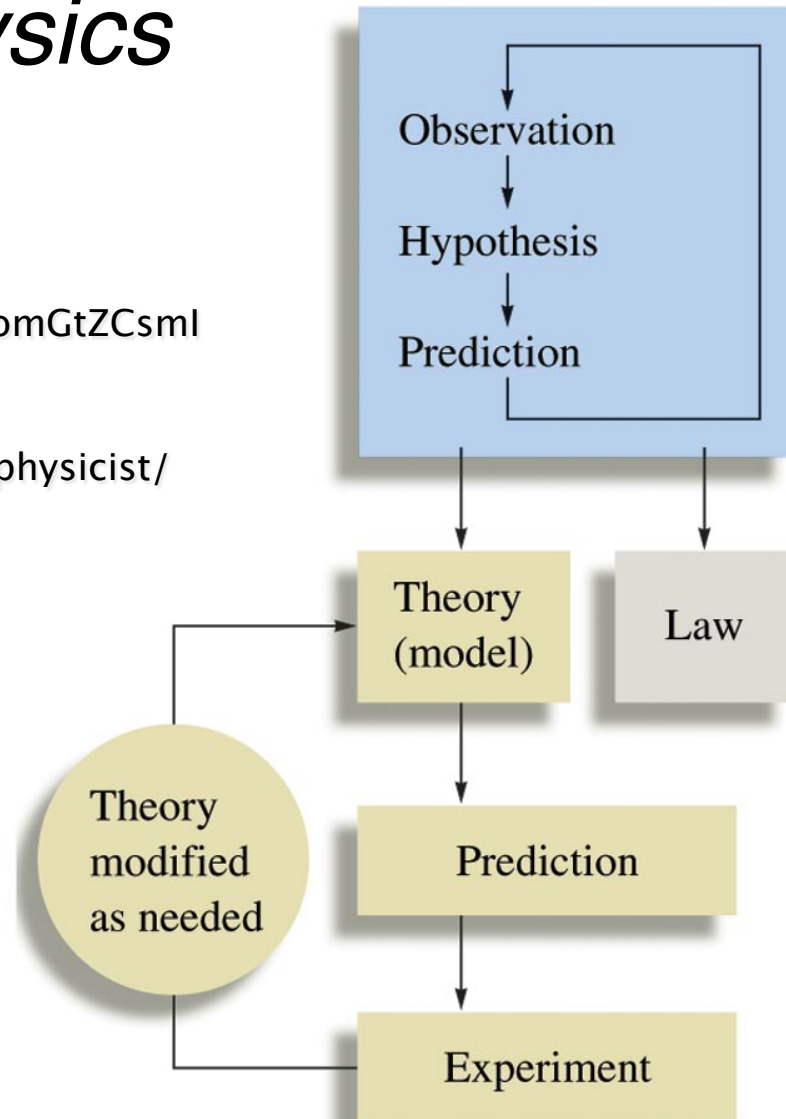 ysics
omGtZCsmI
physicist/
Observation
Hypothesis
Prediction
Theory
(model)
Law
Theory
modified
as needed
Prediction
Experiment